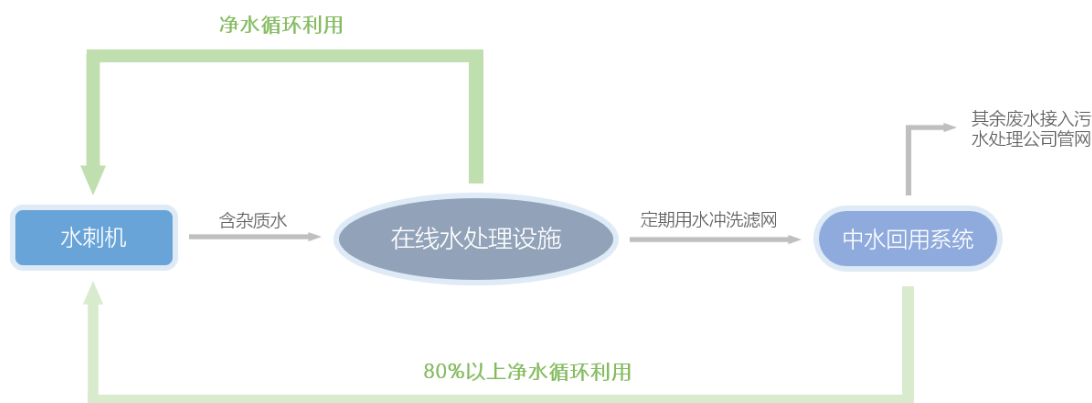 净水循环利用
其余废水接入污
水处理公司管网
水刺机
含杂质水
在线水处理设施
定期用水冲洗滤网
中水回用系统
80%以上净水循环利用